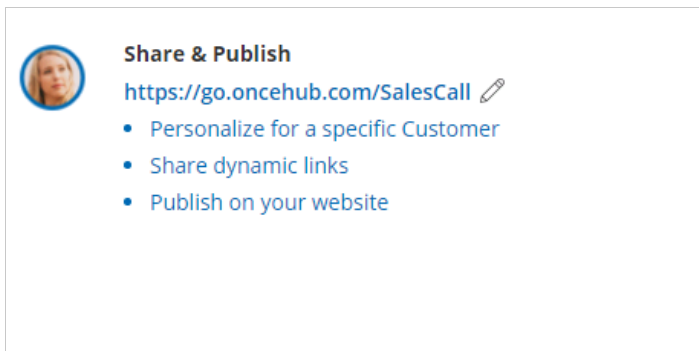 Share & Publish
https://go.oncehub.com/SalesCall
Personalize for a specific Customer
Share dynamic links
Publish on your website